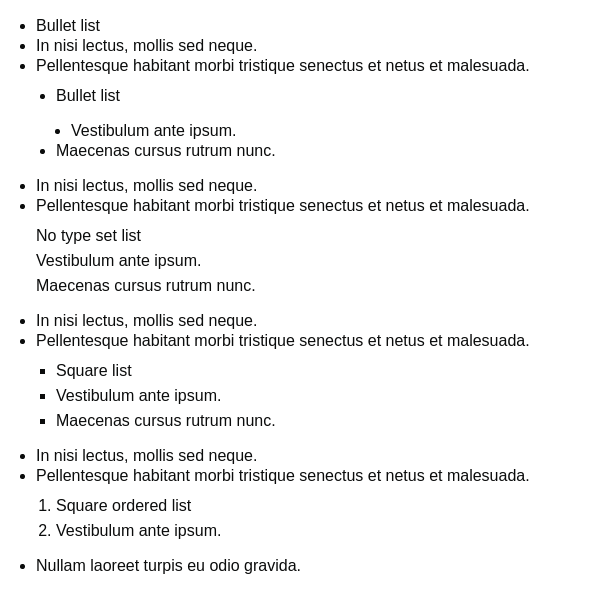 Bullet list
In nisi lectus, mollis sed neque.
Pellentesque habitant morbi tristique senectus et netus et malesuada.
Bullet list
Vestibulum ante ipsum.
Maecenas cursus rutrum nunc.
In nisi lectus, mollis sed neque.
Pellentesque habitant morbi tristique senectus et netus et malesuada.
No type set list
Vestibulum ante ipsum.
Maecenas cursus rutrum nunc.
In nisi lectus, mollis sed neque.
Pellentesque habitant morbi tristique senectus et netus et malesuada.
Square list
Vestibulum ante ipsum.
Maecenas cursus rutrum nunc.
In nisi lectus, mollis sed neque.
Pellentesque habitant morbi tristique senectus et netus et malesuada.
1. Square ordered list
2. Vestibulum ante ipsum.
Nullam laoreet turpis eu odio gravida.